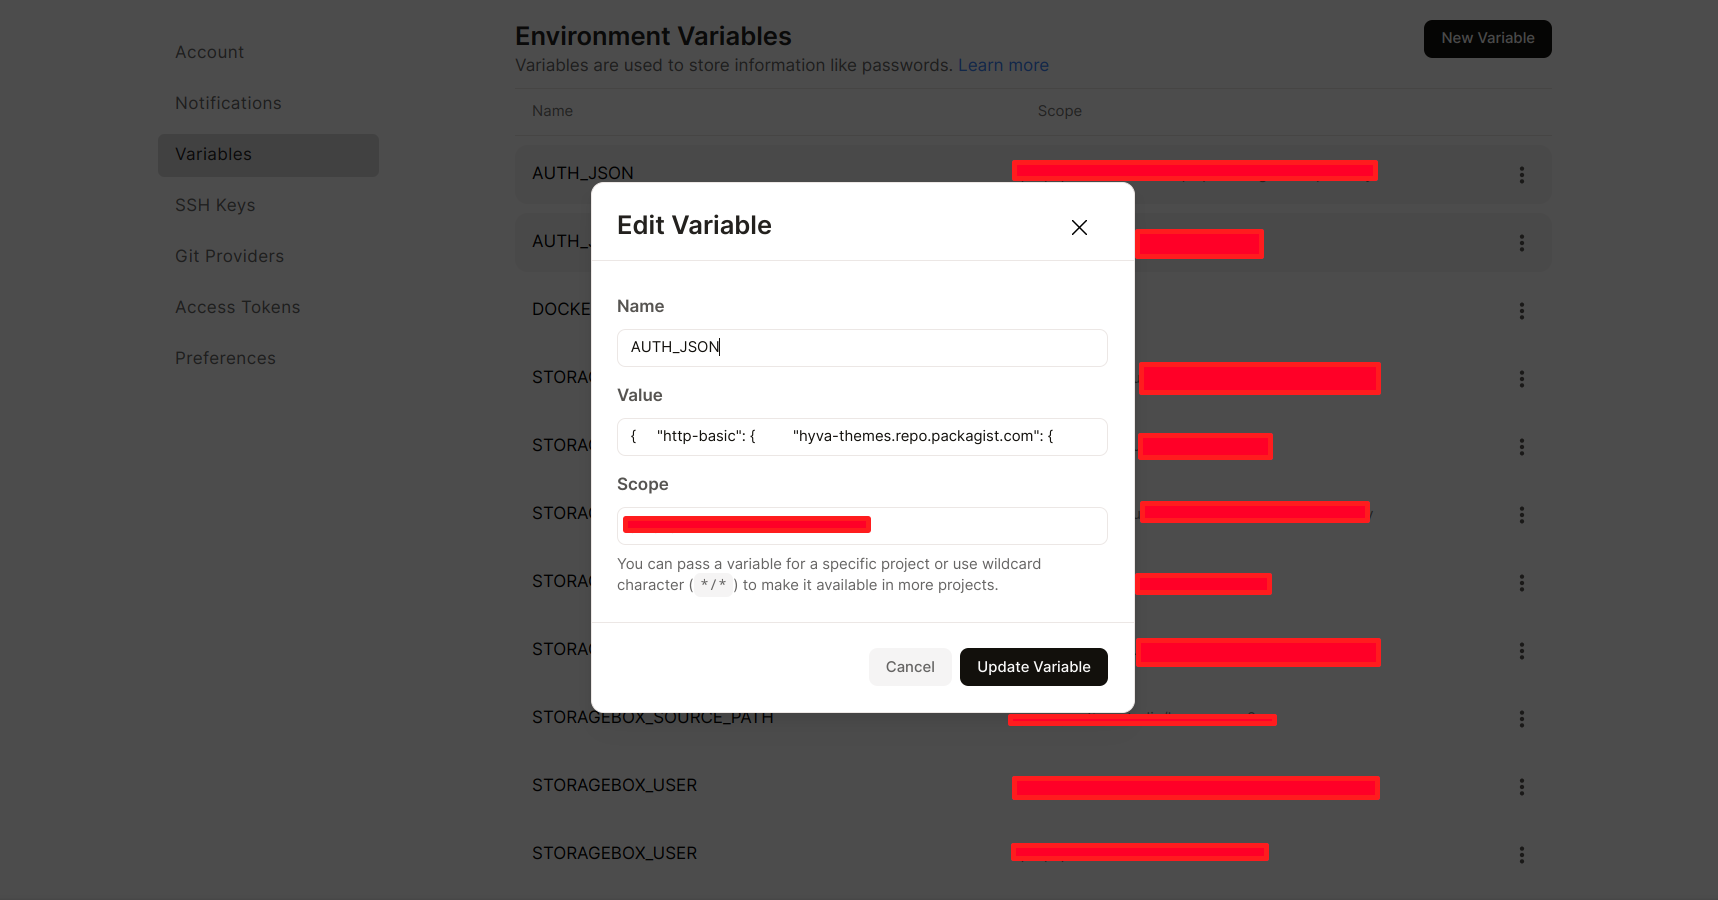 Account
Notifications
Variables
SSH Keys
Git Providers
Access Tokens
Preferences
Environment Variables
Variables are used to store information like passwords. Learn more
New Variable
Name Scope
AUTH_JSON
AUTH_
DOCKE
STORA
STORA
STORA
STORA
STORA
STORAGEBOX_SOURCE_PATH
STORAGEBOX_USER
STORAGEBOX_USER
Edit Variable
Name
AUTH_JSON
Value
{ "http-basic": { "hyva-themes.repo.packagist.com": {
Scope
You can pass a variable for a specific project or use wildcard
character ( */* ) to make it available in more projects.
Cancel
Update Variable